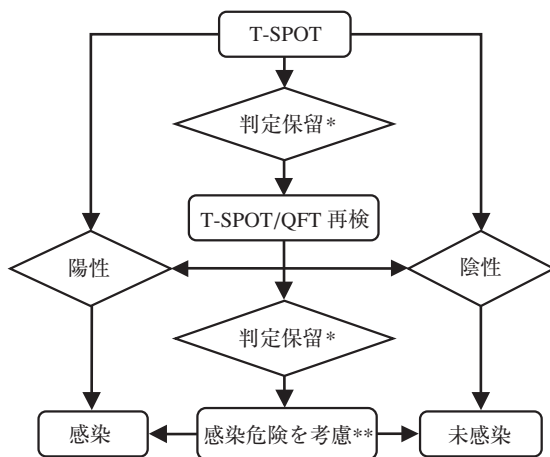 T-SPOT
判定保留*
T-SPOT/QFT 再検
陽性
陰性
判定保留*
感染
感染危険を考慮**
未感染